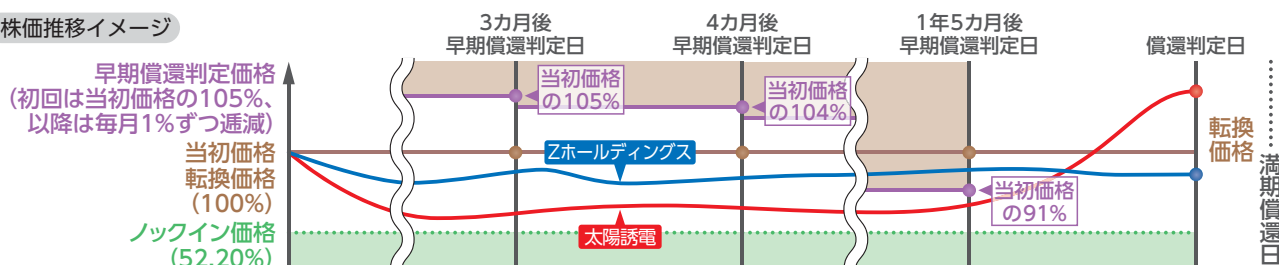 株価推移イメージ
3カ月後
早期償還判定日
4カ月後
早期償還判定日
1年5カ月後
早期償還判定日
償還判定日
早期償還判定価格
（初回は当初価格の105%、
以降は毎月1%ずつ逓減）
当初価格
の105%
当初価格
の104%
当初価格
転換価格
（100%）
Zホールディングス
転換
価格
当初価格
の91%
太陽誘電
ノックイン価格
（52.20%）
満期償還日